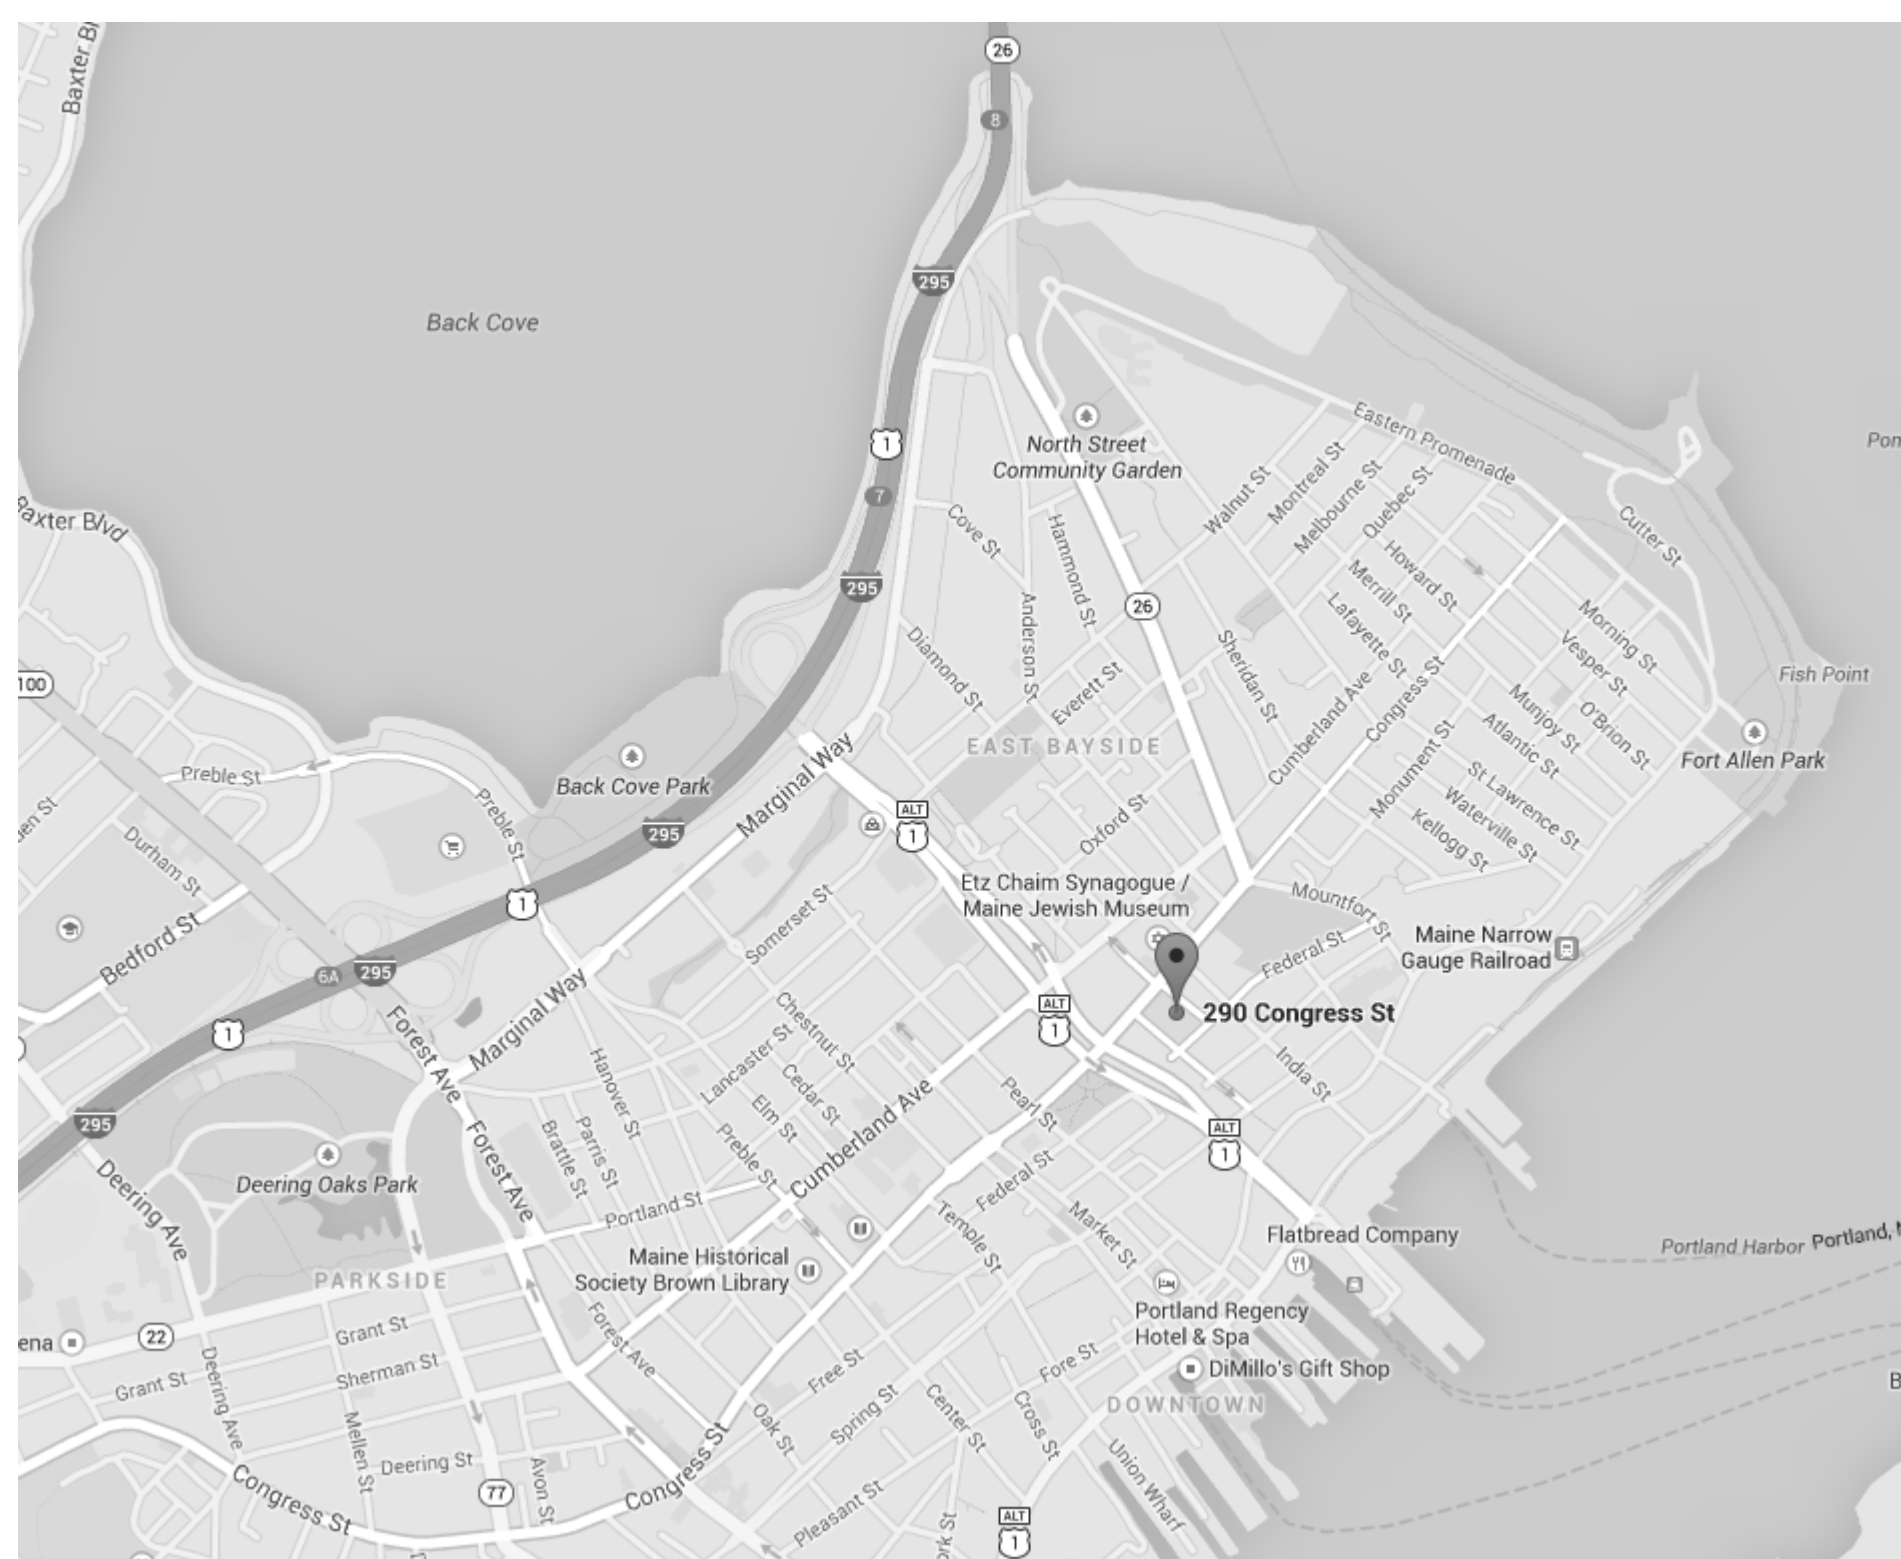 Baxter Bl
26
8
295
Back Cove
1
North Street
Community Garden
Eastern Promenade
7
Walnut St
Montreal St
Melbourne St
Quebec St
Baxter Blvd
Cove St
Hammond St
Cutter St
Howard St
Merrill St
Lafayette St
295
Anderson St
26
Morning St
Vesper St
Sheridan St
Diamond St
Everett St
Congress St
Cumberland Ave
Munjoy St
O'Brion St
Atlantic St
Fish Point
100
EAST BAYSIDE
Fort Allen Park
Preble St
Back Cove Park
Marginal Way
Monument St
St Lawrence St
Waterville St
Kellogg St
Preble St
ALT
1
295
Oxford St
Durham St
1
Etz Chaim Synagogue /
Maine Jewish Museum
Mountfort St
Somerset St
Bedford St
Federal St
Maine Narrow
Gauge Railroad
6A
295
Marginal Way
ALT
1
290 Congress St
1
Forest Ave
Chestnut St
Lancaster St
Hanover St
Cedar St
Pearl St
India St
295
Elm St
Cumberland Ave
Parris St
Brattle St
Preble St
Forest Ave
ALT
1
Deering Oaks Park
Deering Ave
Portland St
Federal St
Temple St
Market St
Flatbread Company
Portland Harbor
Portland,
Maine Historical
Society Brown Library
PARKSIDE
Portland Regency
Hotel & Spa
22
Grant St
Forest Ave
ena
Deering Ave
Sherman St
Free St
Fore St
DiMillo's Gift Shop
Grant St
Spring St
Center St
Cross St
DOWNTOWN
Mellen St
Oak St
Deering St
Congress St
Union Wharf
Congress St
77
Avon St
Pleasant St
ALT
1